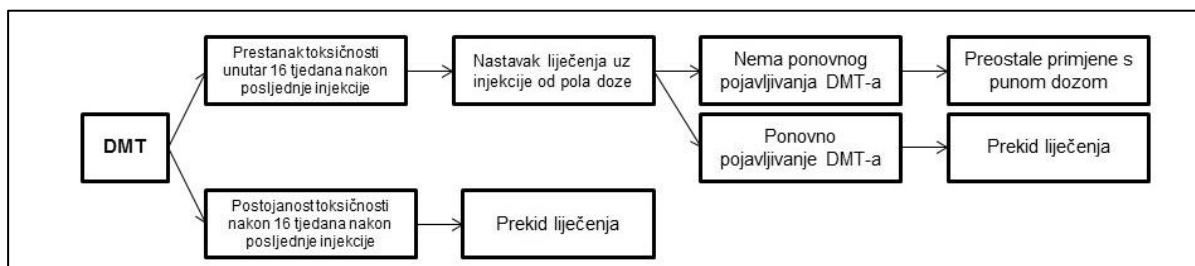 DMT
Prestanak toksičnosti
unutar 16 tjedana nakon
posljednje injekcije
Nastavak liječenja uz
injekcije od pola doze
Nema ponovnog
pojavljivanja DMT-a
Preostale primjene s
punom dozom
Ponovno
pojavljivanje DMT-a
Prekid liječenja
Postojanost toksičnosti
nakon 16 tjedana nakon
posljednje injekcije
Prekid liječenja